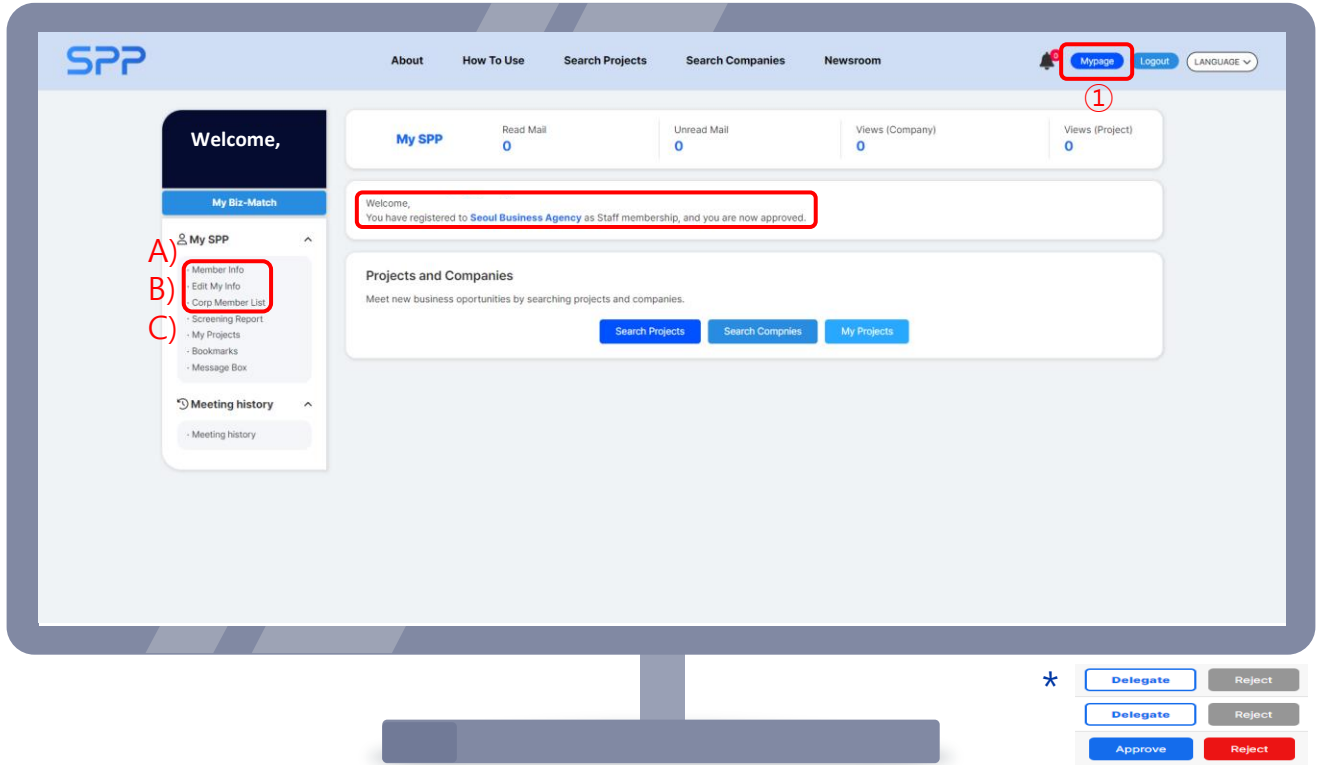 SPP
About How To Use Search Projects Search Companies Newsroom
0
Mypage Logout LANGUAGE
①
Welcome,
My Biz-Match
My SPP
A)
B)
C)
· Member Info
· Edit My Info
· Corp Member List
· Screening Report
· My Projects
· Bookmarks
· Message Box
Meeting history
· Meeting history
My SPP
Read Mail
0
Unread Mail
0
Views (Company)
0
Views (Project)
0
Welcome,
You have registered to Seoul Business Agency as Staff membership, and you are now approved.
Projects and Companies
Meet new business oportunities by searching projects and companies.
Search Projects Search Compnies My Projects
* Delegate Reject
Delegate Reject
Approve Reject